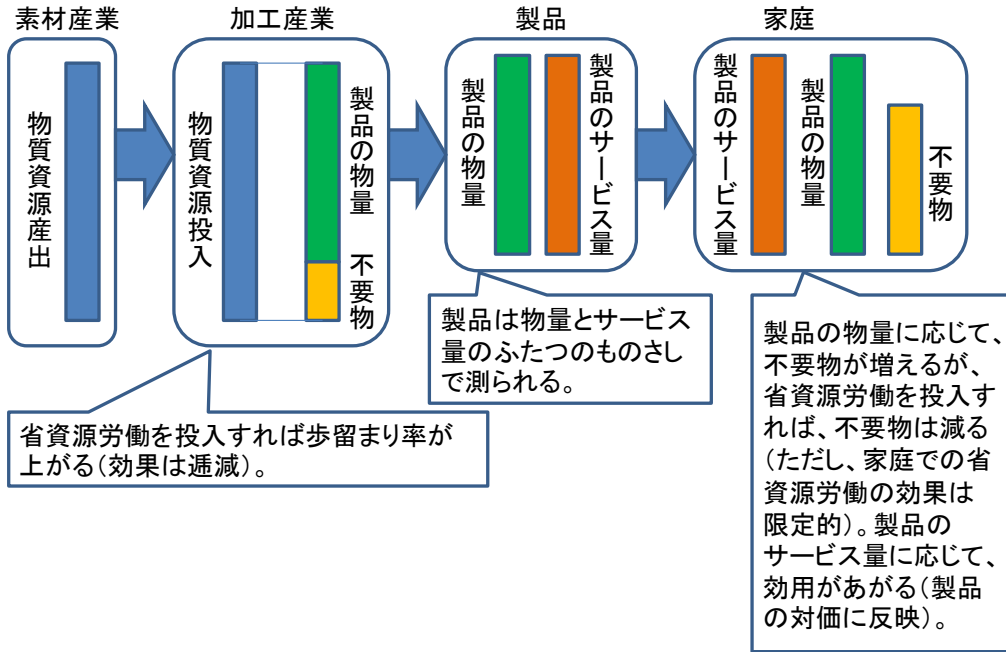 素材産業
加工産業
製品
家庭
物質資源産出
物質資源投入
製品の物量
不要物
製品の物量
製品のサービス量
製品のサービス量
製品の物量
不要物
省資源労働を投入すれば歩留まり率が
上がる(効果は逓減)。
製品は物量とサービス
量のふたつのものさし
で測られる。
製品の物量に応じて、
不要物が増えるが、
省資源労働を投入す
れば、不要物は減る
(ただし、家庭での省
資源労働の効果は
限定的)。製品の
サービス量に応じて、
効用があがる(製品
の対価に反映)。